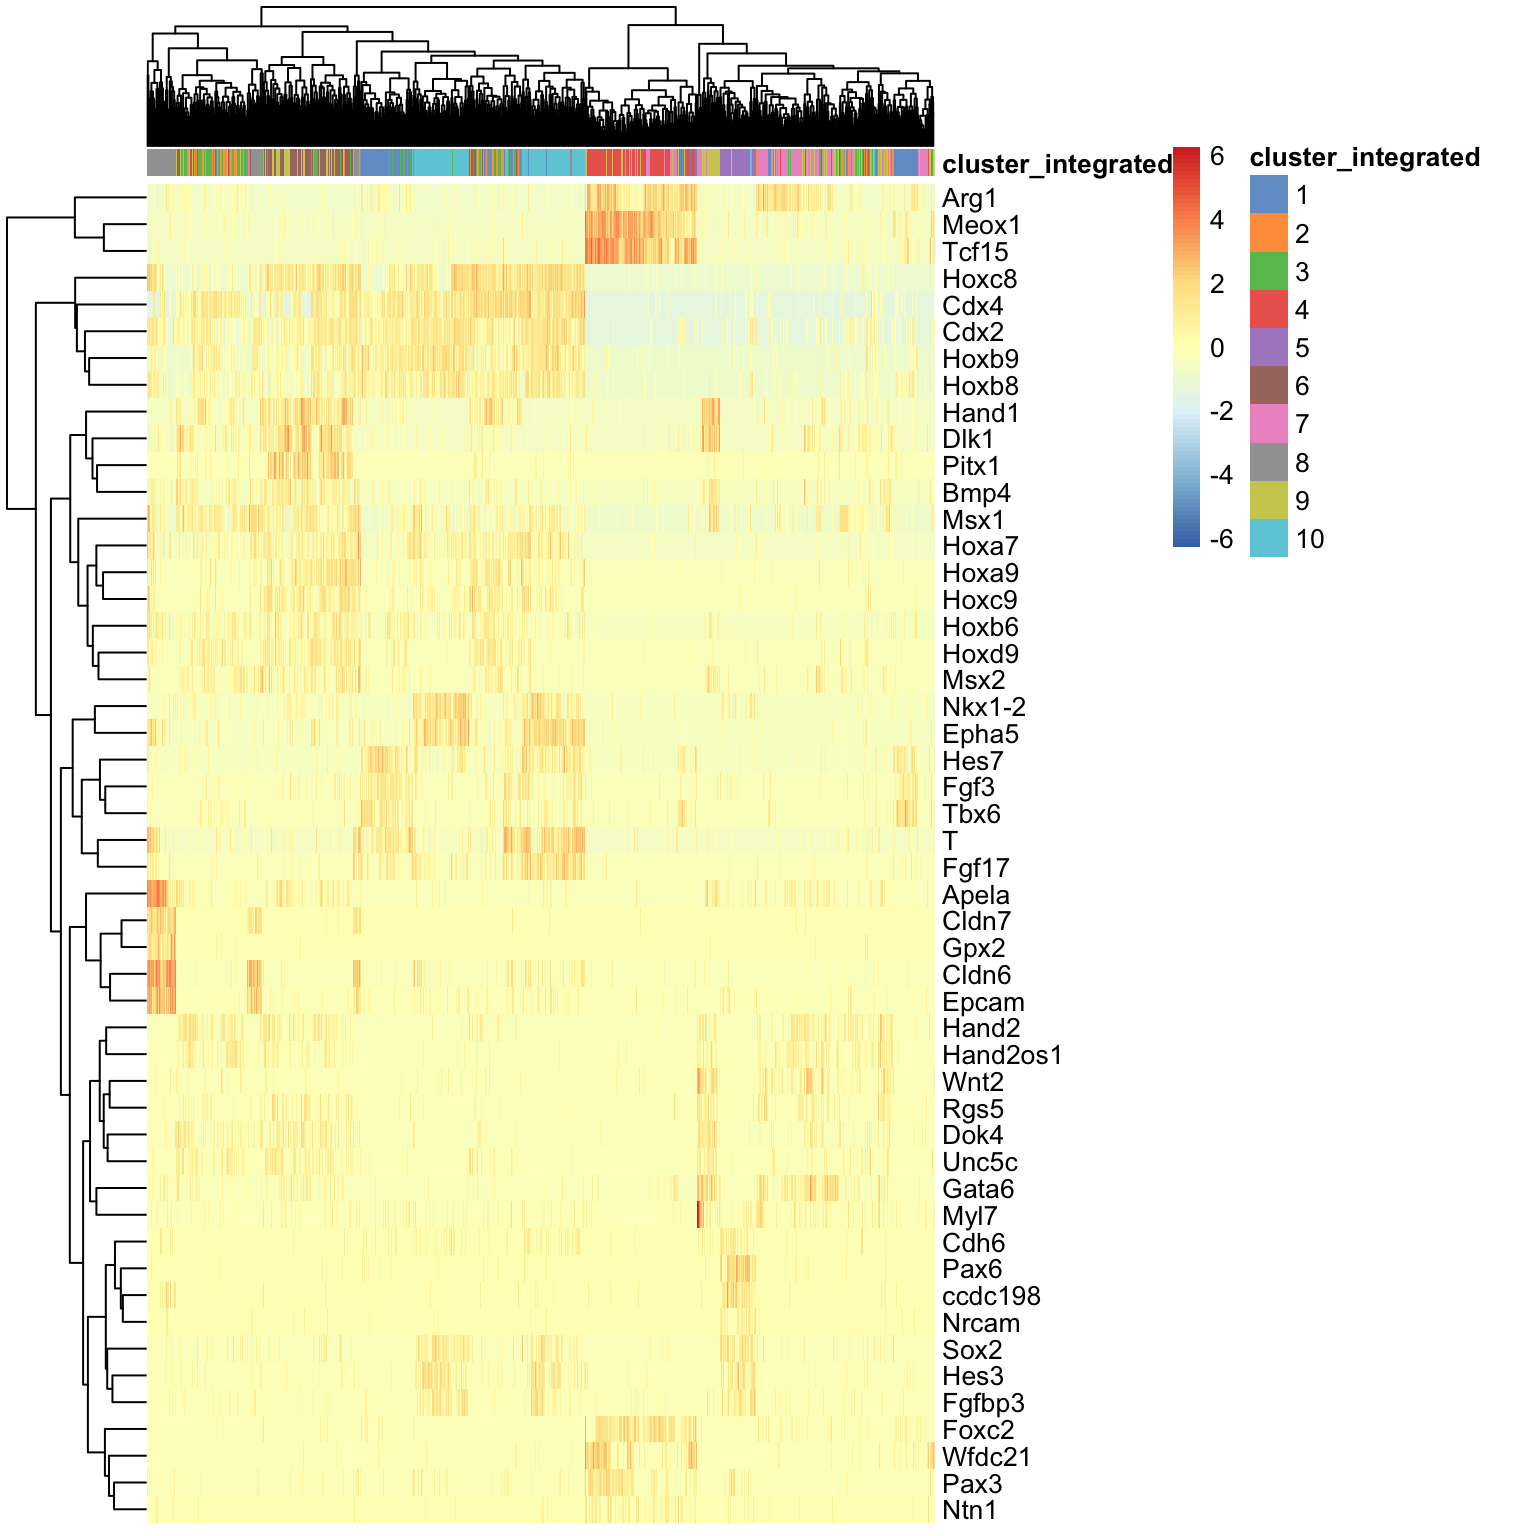 cluster_integrated
Arg1
Meox1
Tcf15
Hoxc8
Cdx4
Cdx2
Hoxb9
Hoxb8
Hand1
Dlk1
Pitx1
Bmp4
Msx1
Hoxa7
Hoxa9
Hoxc9
Hoxb6
Hoxd9
Msx2
Nkx1-2
Epha5
Hes7
Fgf3
Tbx6
T
Fgf17
Apela
Cldn7
Gpx2
Cldn6
Epcam
Hand2
Hand2os1
Wnt2
Rgs5
Dok4
Unc5c
Gata6
Myl7
Cdh6
Pax6
ccdc198
Nrcam
Sox2
Hes3
Fgfbp3
Foxc2
Wfdc21
Pax3
Ntn1
6
4
2
0
-2
-4
-6
cluster_integrated
1
2
3
4
5
6
7
8
9
10